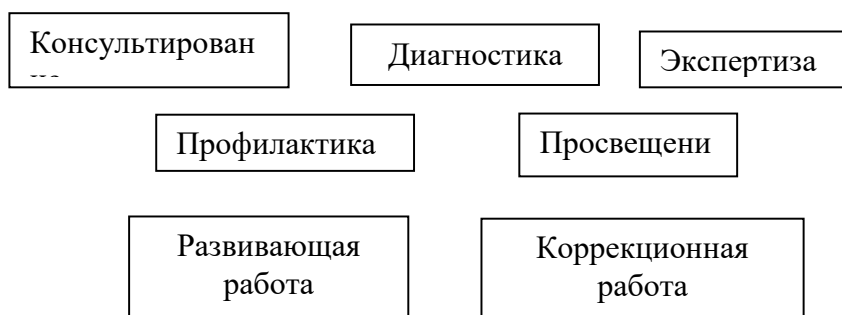 Консультирован
Диагностика
Экспертиза
Профилактика
Просвещени
Развивающая
работа
Коррекционная
работа